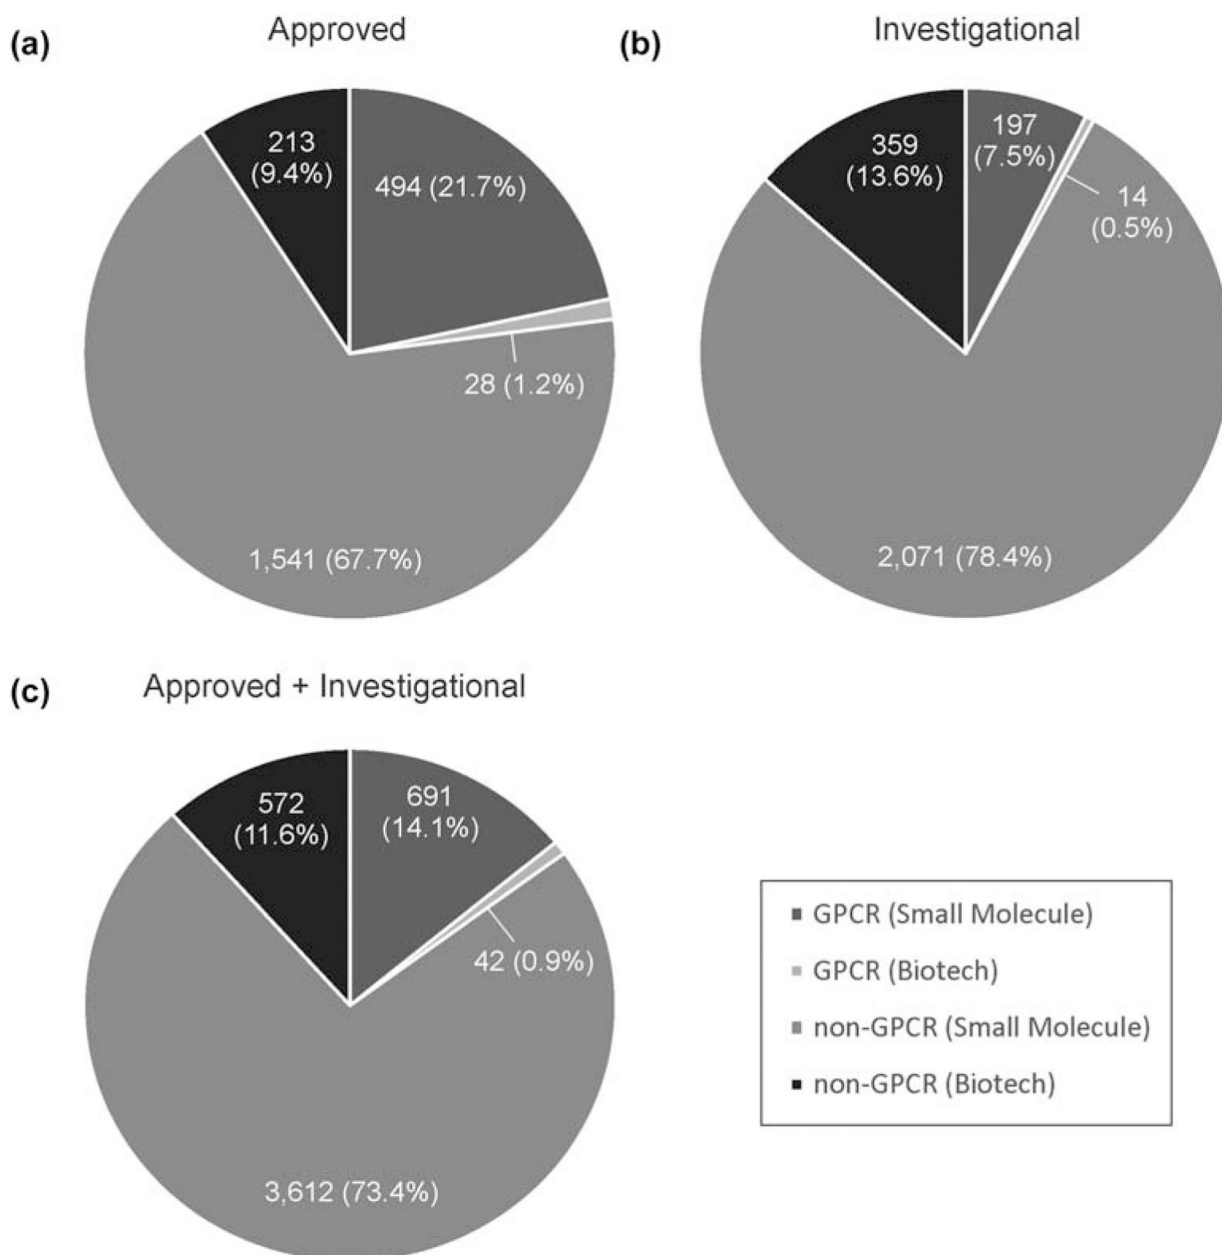 (a)
Approved
213
(9.4%)
494 (21.7%)
28 (1.2%)
1,541 (67.7%)
(b)
Investigational
359
(13.6%)
197
(7.5%)
14
(0.5%)
2,071 (78.4%)
(c)
Approved + Investigational
572
(11.6%)
691
(14.1%)
42 (0.9%)
3,612 (73.4%)
GPCR (Small Molecule)
GPCR (Biotech)
non-GPCR (Small Molecule)
non-GPCR (Biotech)